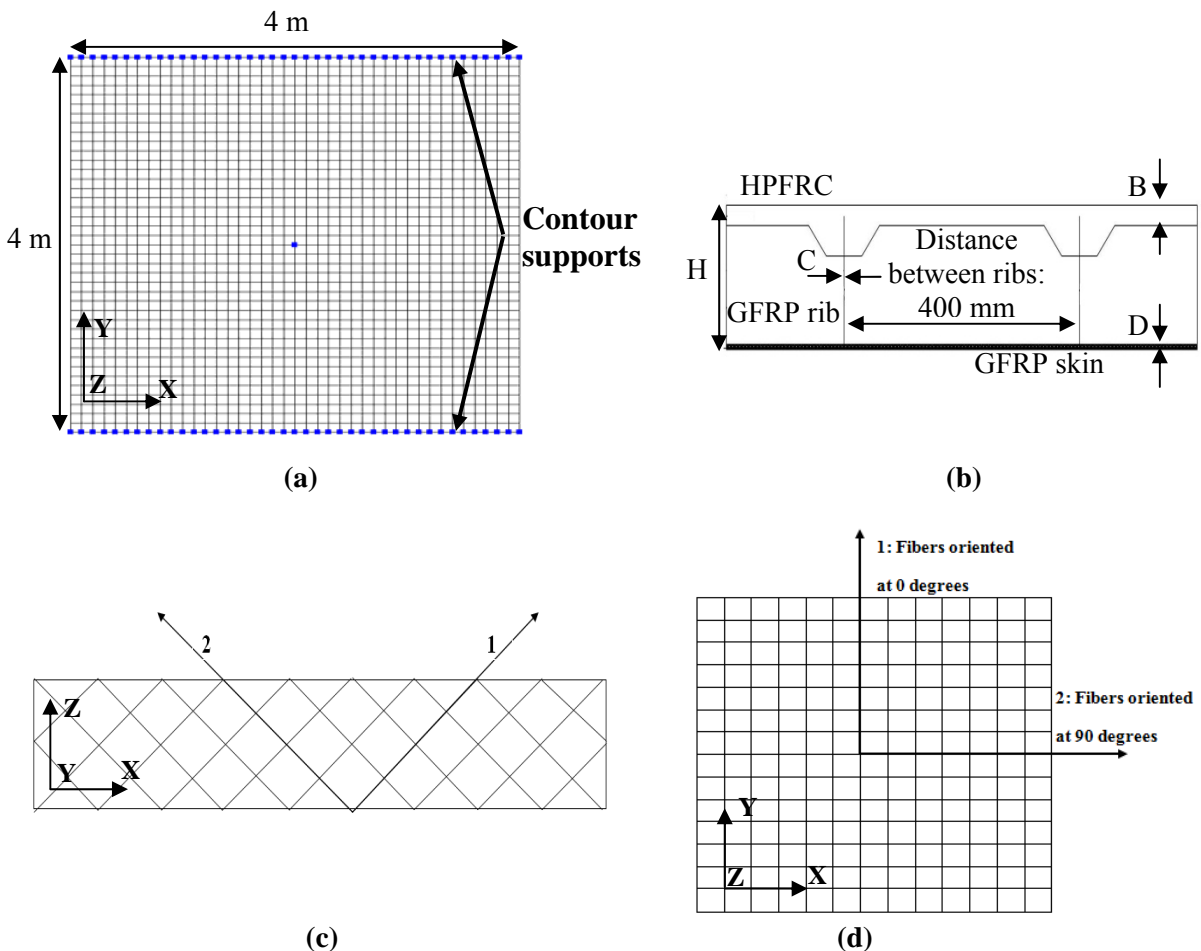 4 m
4 m
Contour
supports
Y
Z
X
(a)
HPFRC
B
Distance
C
between ribs:
H
GFRP rib
400 mm
D
GFRP skin
(b)
2
1
Z
Y
X
(c)
1: Fibers oriented
at 0 degrees
2: Fibers oriented
at 90 degrees
Y
Z
X
(d)